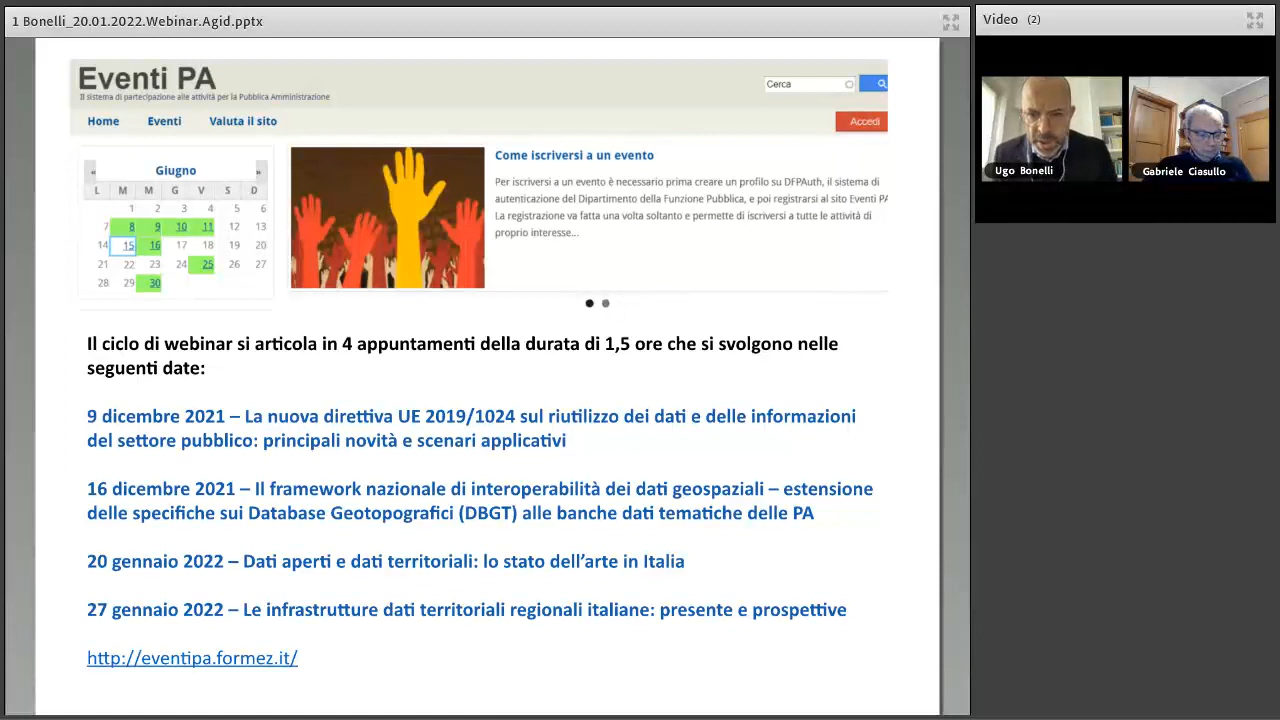 1 Bonelli_20.01.2022.Webinar.Agid.pptx
Video (2)
Eventi PA
Il sistema di partecipazione alle attività per la Pubblica Amministrazione
Cerca
Home Eventi Valuta il sito
Accedi
« Giugno »
L M M G V S D
1 2 3 4 5 6
7 8 9 10 11 12 13
14 15 16 17 18 19 20
21 22 23 24 25 26 27
28 29 30
Come iscriversi a un evento
Per iscriversi a un evento è necessario prima creare un profilo su DFPAuth, il sistema di
autenticazione del Dipartimento della Funzione Pubblica, e poi registrarsi al sito Eventi PA
La registrazione va fatta una volta soltanto e permette di iscriversi a tutte le attività di
proprio interesse...
Ugo Bonelli
Gabriele Ciasullo
Il ciclo di webinar si articola in 4 appuntamenti della durata di 1,5 ore che si svolgono nelle
seguenti date:
9 dicembre 2021 – La nuova direttiva UE 2019/1024 sul riutilizzo dei dati e delle informazioni
del settore pubblico: principali novità e scenari applicativi
16 dicembre 2021 – Il framework nazionale di interoperabilità dei dati geospaziali – estensione
delle specifiche sui Database Geotopografici (DBGT) alle banche dati tematiche delle PA
20 gennaio 2022 – Dati aperti e dati territoriali: lo stato dell’arte in Italia
27 gennaio 2022 – Le infrastrutture dati territoriali regionali italiane: presente e prospettive
http://eventipa.formez.it/